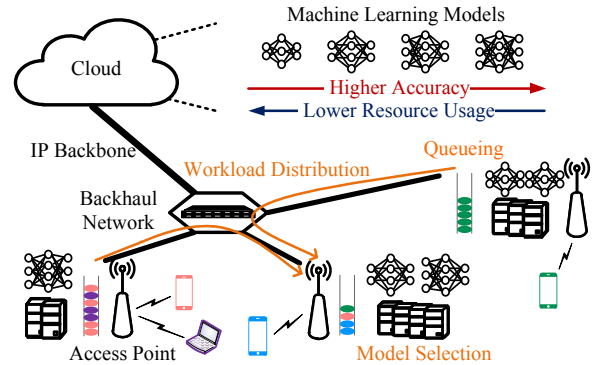 Machine Learning Models
Cloud
Higher Accuracy
Lower Resource Usage
IP Backbone
Workload Distribution
Queueing
Backhaul
Network
Access Point
Model Selection